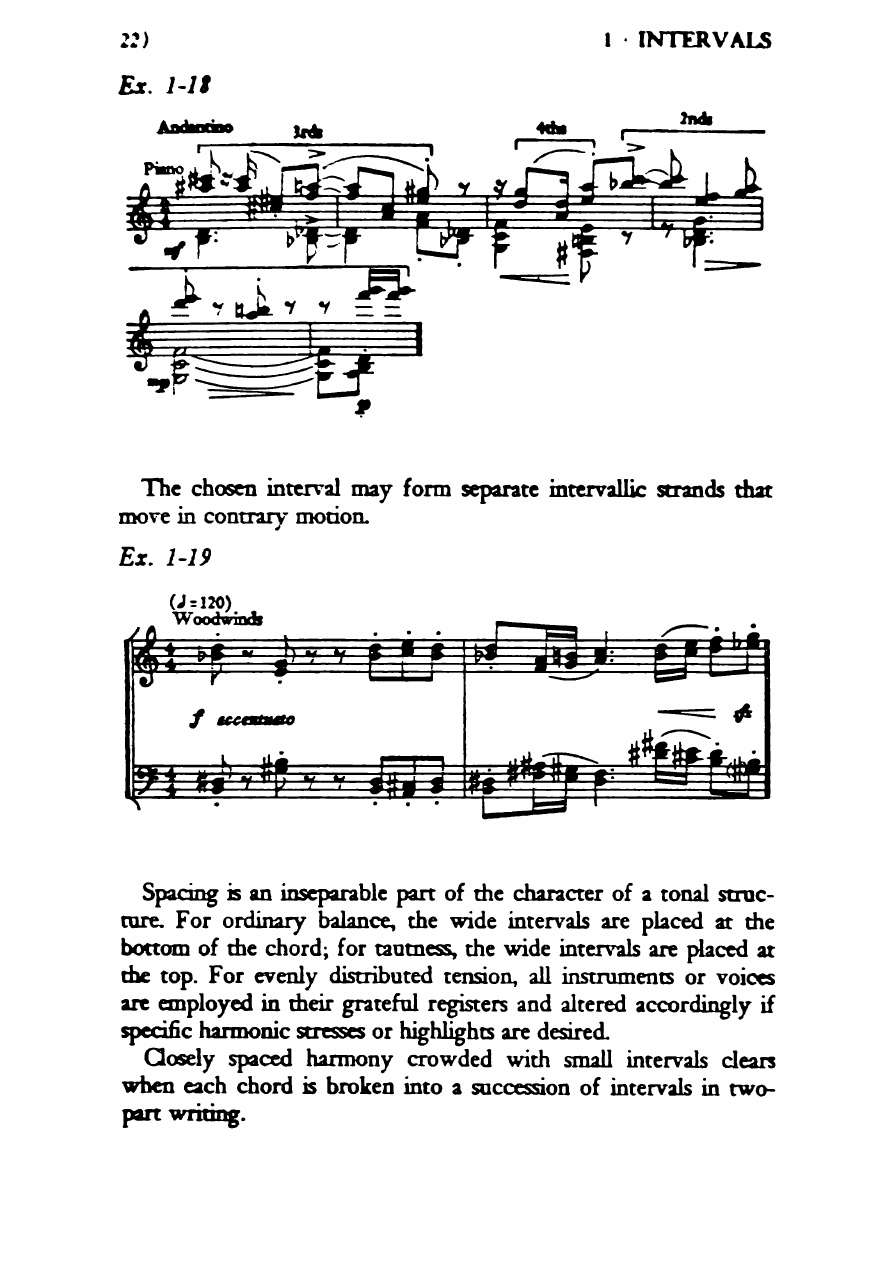 22)
1 · INTERVALS
Ex. 1-18
Andantino
3rds
4ths
2nds
Piano
mf
mp
p
The chosen interval may form separate intervallic strands that
move in contrary motion.
Ex. 1-19
(♩=120)
Woodwinds
f accentuato
sfz
Spacing is an inseparable part of the character of a tonal struc-
ture. For ordinary balance, the wide intervals are placed at the
bottom of the chord; for tautness, the wide intervals are placed at
the top. For evenly distributed tension, all instruments or voices
are employed in their grateful registers and altered accordingly if
specific harmonic stresses or highlights are desired.
Closely spaced harmony crowded with small intervals clears
when each chord is broken into a succession of intervals in two-
part writing.